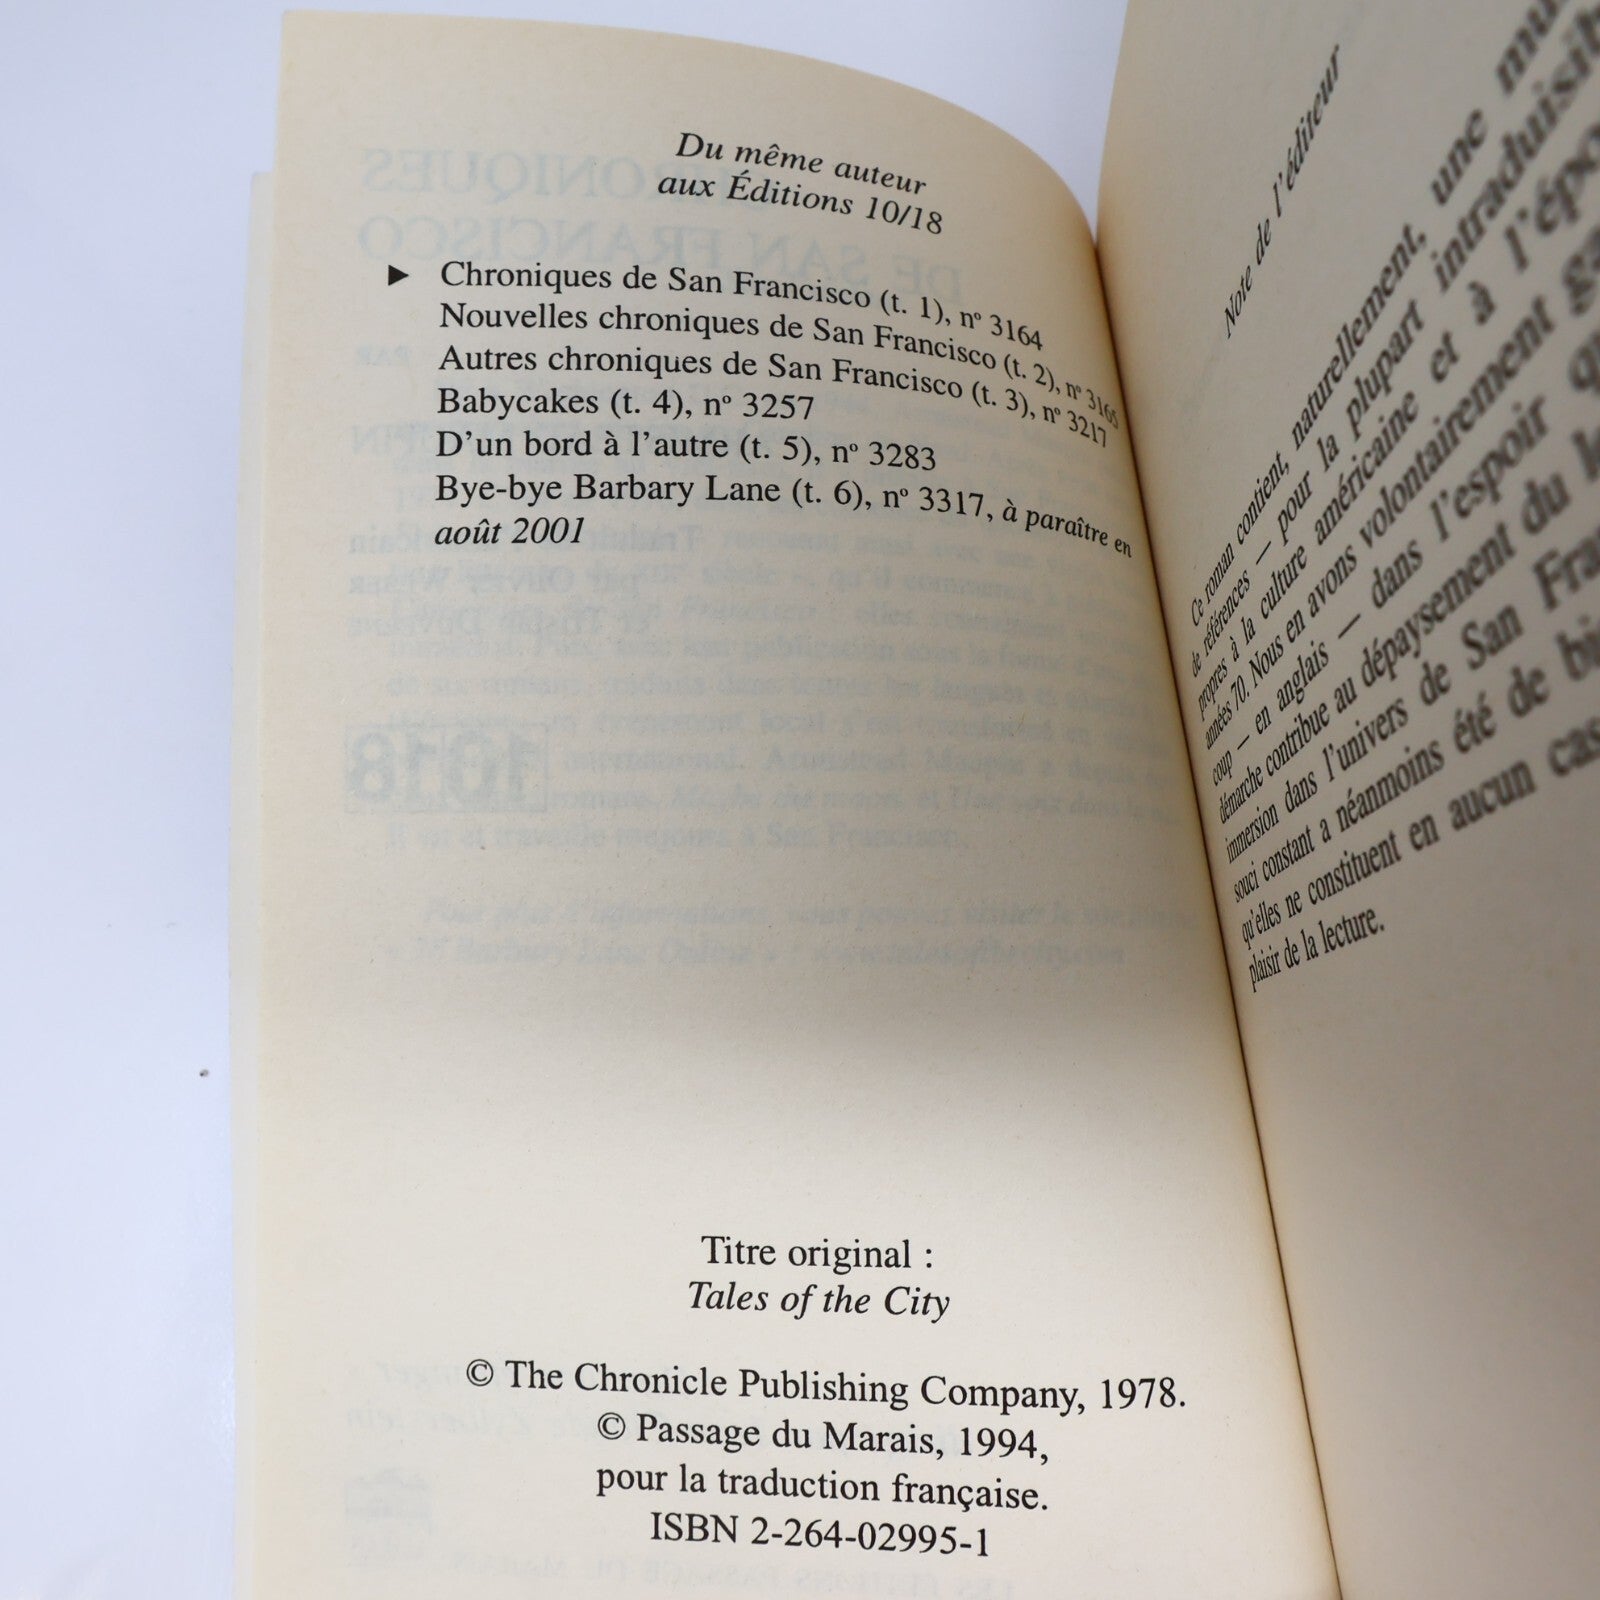 Du même auteur
aux Éditions 10/18
► Chroniques de San Francisco (t. 1), nº 3164
Nouvelles chroniques de San Francisco (t. 2), nº 3165
Autres chroniques de San Francisco (t. 3), nº 3217
Babycakes (t. 4), nº 3257
D’un bord à l’autre (t. 5), nº 3283
Bye-bye Barbary Lane (t. 6), nº 3317, à paraître en
août 2001
Titre original :
Tales of the City
© The Chronicle Publishing Company, 1978.
© Passage du Marais, 1994,
pour la traduction française.
ISBN 2-264-02995-1
Note de l’éditeur
Ce roman contient, naturellement, une
de références — pour la plupart
propres à la culture américaine et à l’époque
années 70. Nous en avons volontairement
coup — en anglais — dans l’espoir
démarche contribue au dépaysement du
immersion dans l’univers de San
souci constant a néanmoins été de
qu’elles ne constituent en aucun cas
plaisir de la lecture.